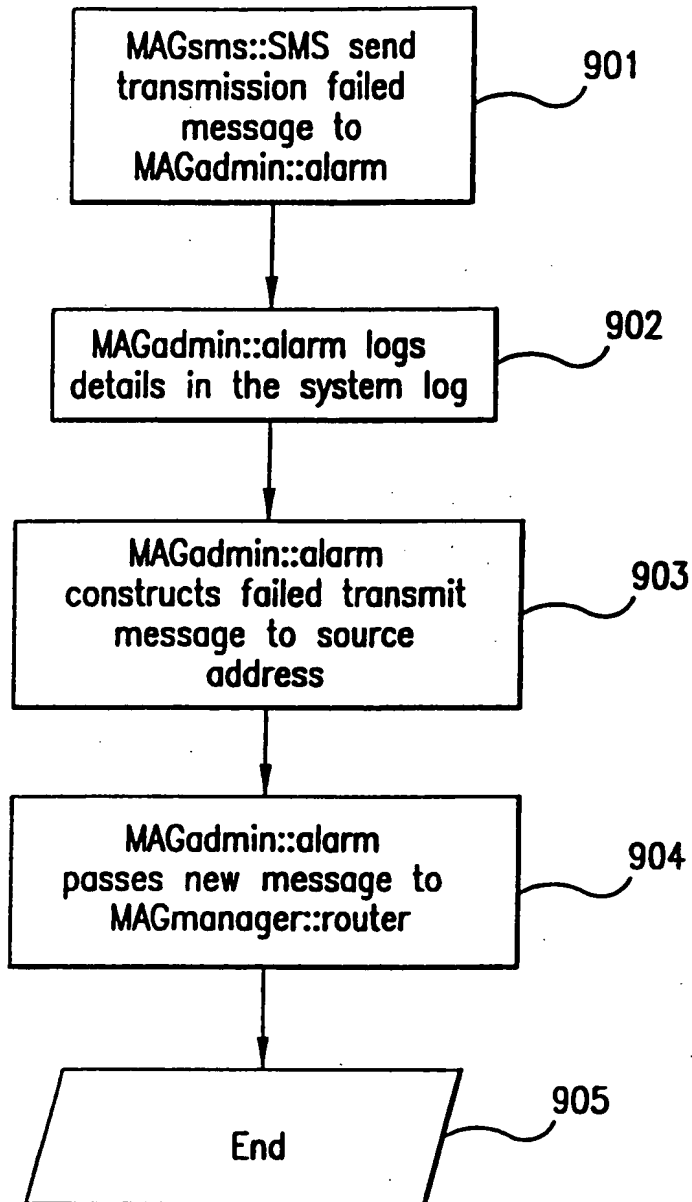 MAGsms::SMS send
transmission failed
message to
MAGadmin::alarm
901
MAGadmin::alarm logs
details in the system log
902
MAGadmin::alarm
constructs failed transmit
message to source
address
903
MAGadmin::alarm
passes new message to
MAGmanager::router
904
End
905